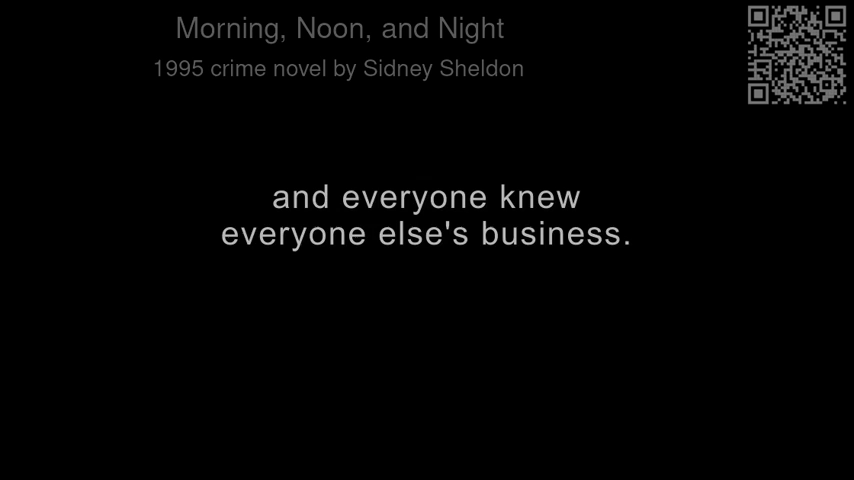 Morning, Noon, and Night
1995 crime novel by Sidney Sheldon
and everyone knew
everyone else's business.